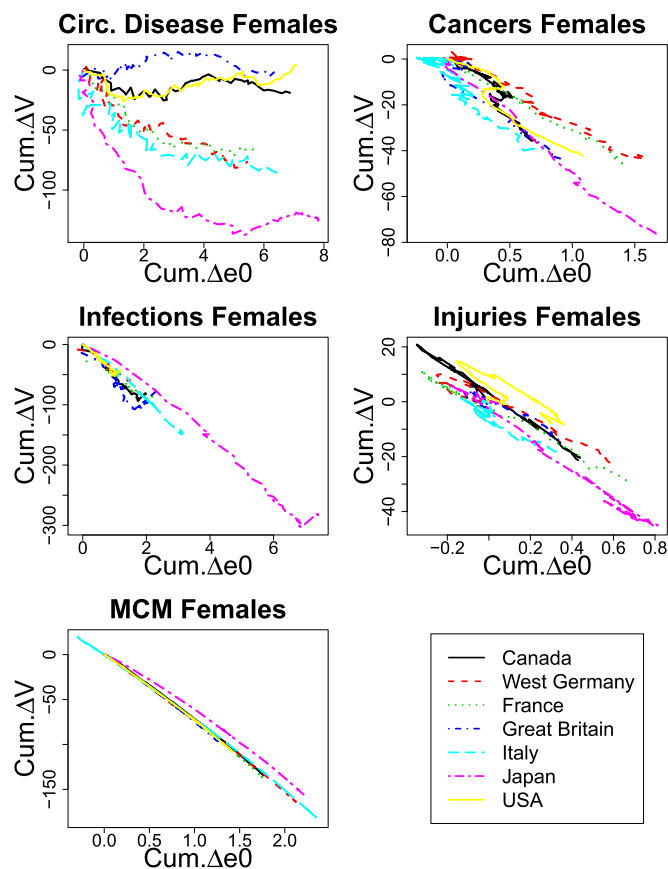 Circ. Disease Females
Cum.ΔV
0
−50
−100
0 2 4 6 8
Cum.Δe0
Cancers Females
Cum.ΔV
0
−20
−40
−60
−80
0.0 0.5 1.0 1.5
Cum.Δe0
Infections Females
Cum.ΔV
0
−100
−200
−300
0 2 4 6
Cum.Δe0
Injuries Females
Cum.ΔV
20
0
−20
−40
−0.2 0.2 0.4 0.6 0.8
Cum.Δe0
MCM Females
Cum.ΔV
0
−50
−150
0.0 0.5 1.0 1.5 2.0
Cum.Δe0
Canada
West Germany
France
Great Britain
Italy
Japan
USA